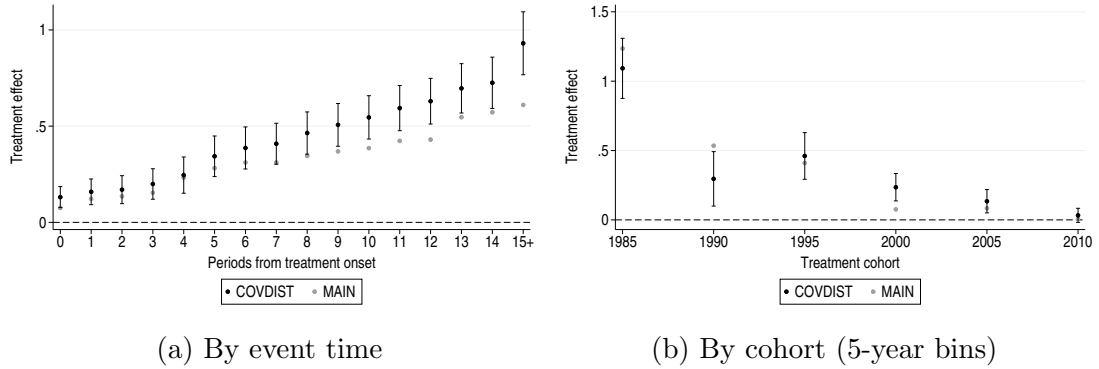 Treatment effect
1
.5
0
0 1 2 3 4 5 6 7 8 9 10 11 12 13 14 15+
Periods from treatment onset
COVDIST MAIN
(a) By event time
Treatment effect
1.5
1
.5
0
1985 1990 1995 2000 2005 2010
Treatment cohort
COVDIST MAIN
(b) By cohort (5-year bins)